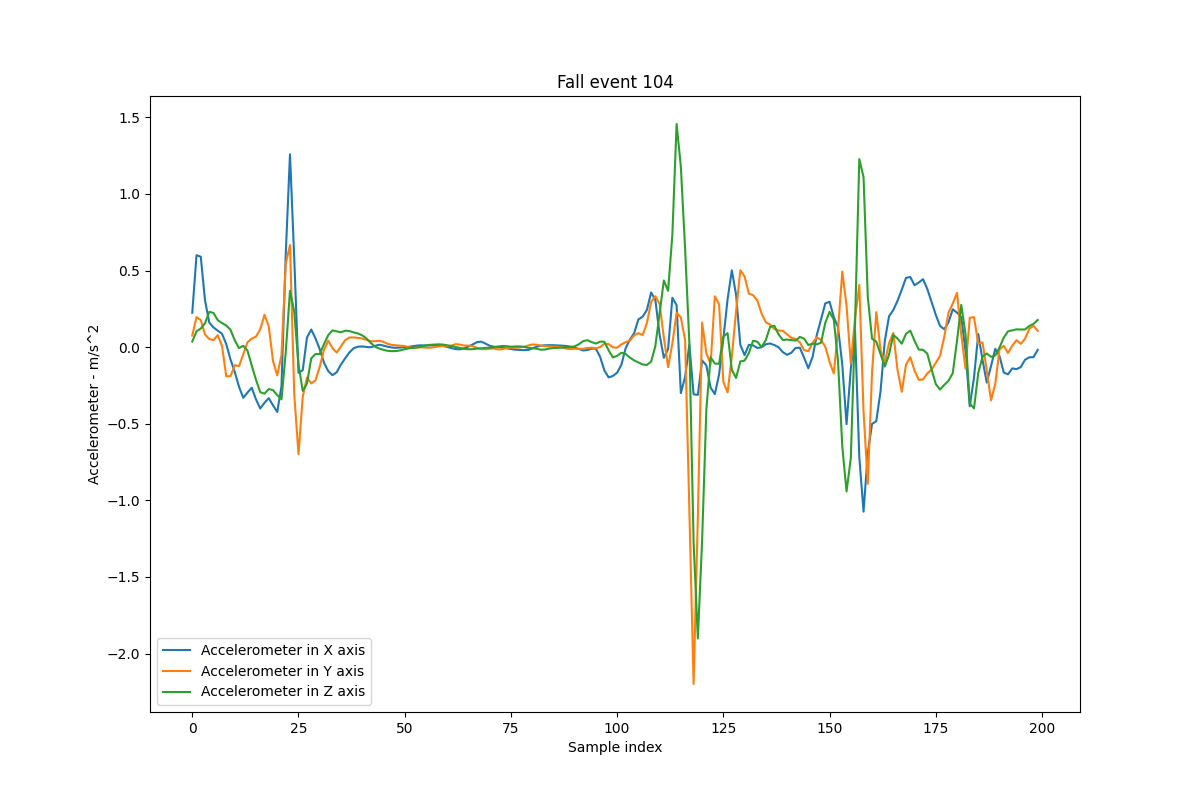 Fall event 104
1.5
1.0
0.5
0.0
−0.5
−1.0
−1.5
−2.0
Accelerometer - m/s^2
Accelerometer in X axis
Accelerometer in Y axis
Accelerometer in Z axis
0 25 50 75 100 125 150 175 200
Sample index